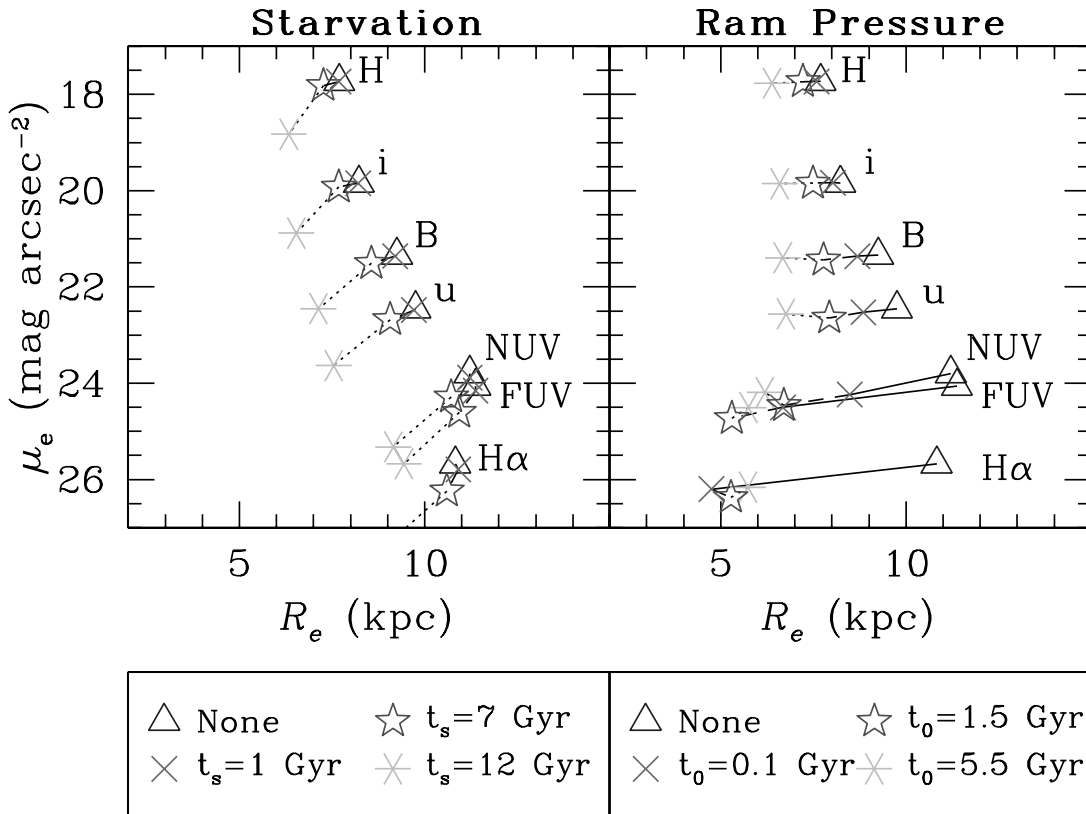 Starvation
Ram Pressure
μe (mag arcsec−2)
18
20
22
24
26
H
i
B
u
NUV
FUV
Hα
H
i
B
u
NUV
FUV
Hα
5
10
5
10
Re (kpc)
Re (kpc)
None
ts=7 Gyr
ts=1 Gyr
ts=12 Gyr
None
t0=1.5 Gyr
t0=0.1 Gyr
t0=5.5 Gyr